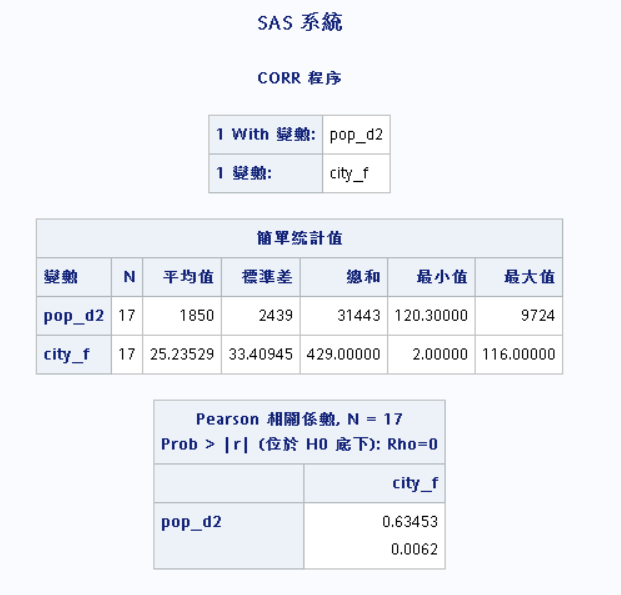 SAS 系統
CORR 程序
1 With 變數: pop_d2
1 變數: city_f
簡單統計值
變數 N 平均值 標準差 總和 最小值 最大值
pop_d2 17 1850 2439 31443 120.30000 9724
city_f 17 25.23529 33.40945 429.00000 2.00000 116.00000
Pearson 相關係數, N = 17
Prob > |r| (位於 H0 底下): Rho=0
city_f
pop_d2 0.63453
0.0062